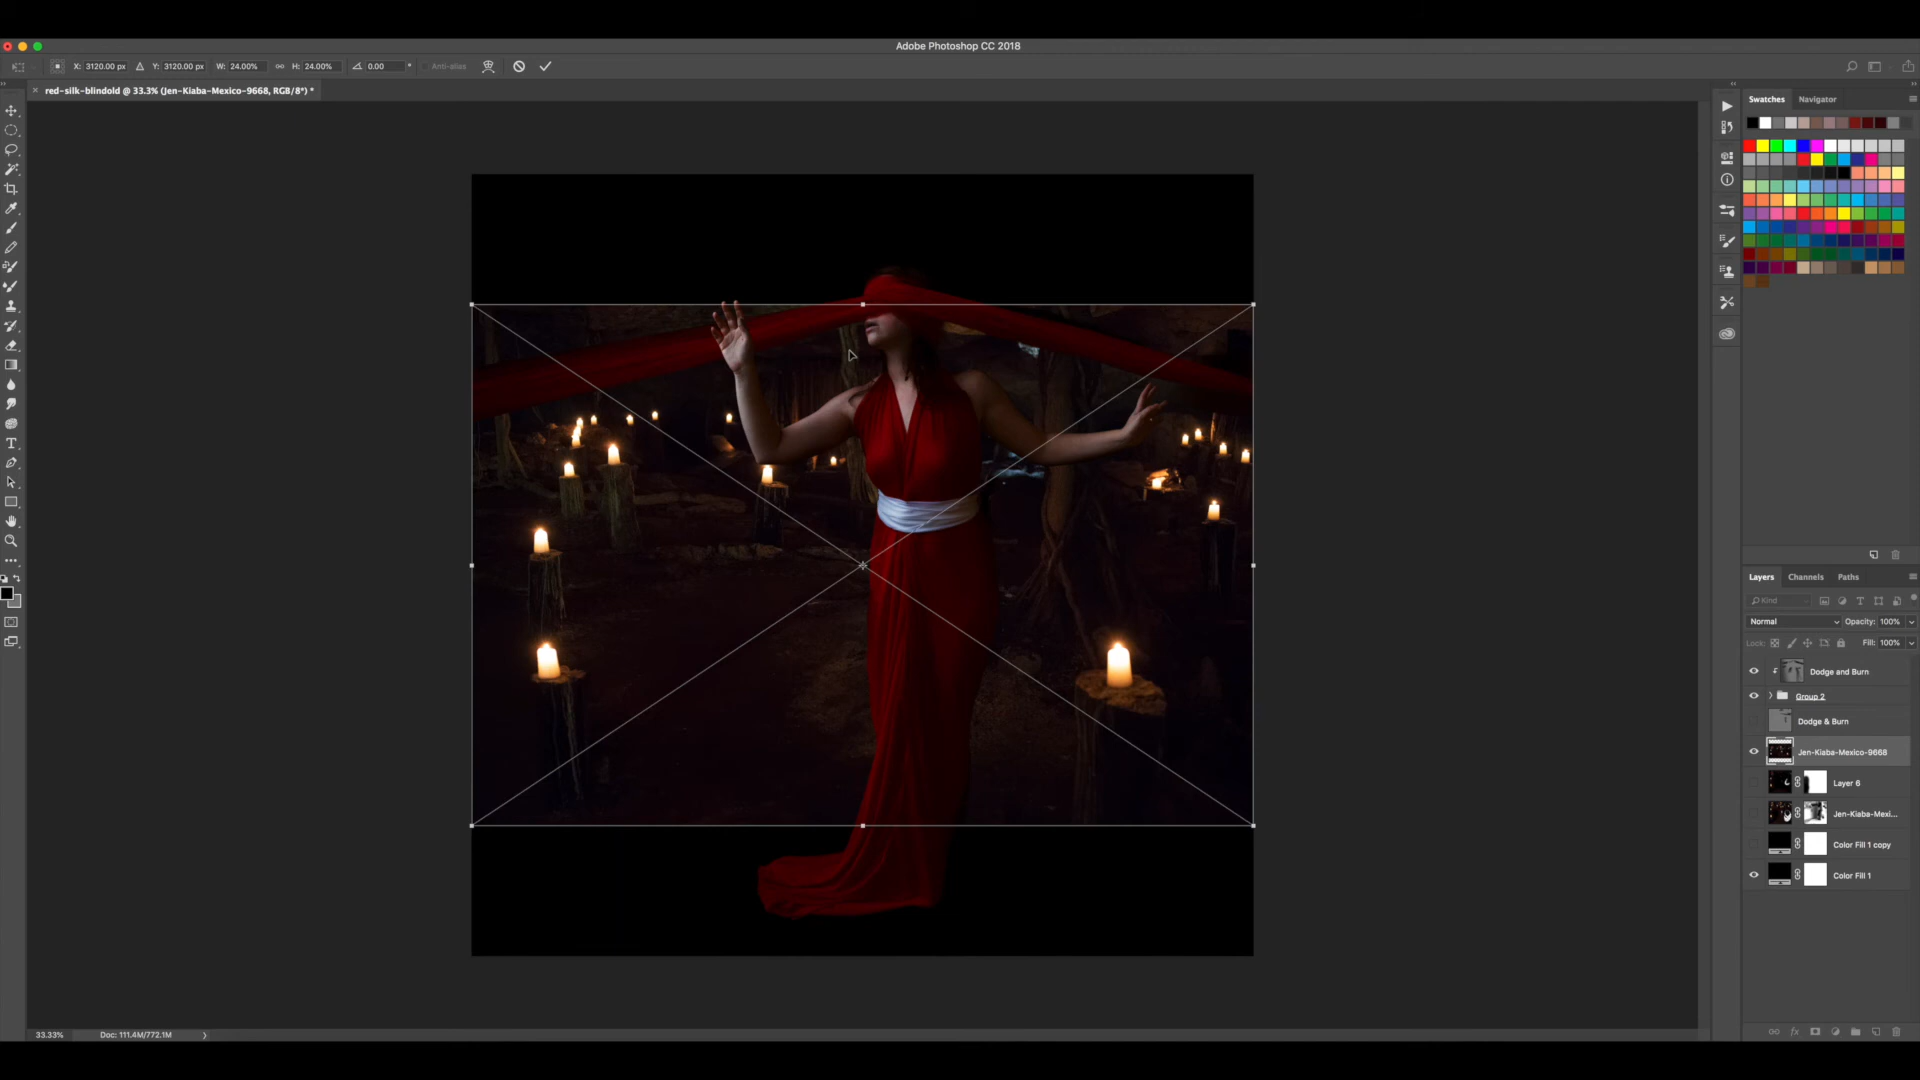 Adobe Photoshop CC 2018
X: 3120.00 px Y: 3120.00 px W: 24.00% H: 24.00% 0.00 ° Anti-alias
× red-silk-blindold @ 33.3% (Jen-Kiaba-Mexico-9668, RGB/8*) *
Swatches Navigator
Layers Channels Paths
Kind
Normal Opacity: 100%
Lock: Fill: 100%
Dodge and Burn
Group 2
Dodge & Burn
Jen-Kiaba-Mexico-9668
Layer 6
Jen-Kiaba-Mexi...
Color Fill 1 copy
Color Fill 1
33.33% Doc: 111.4M/772.1M